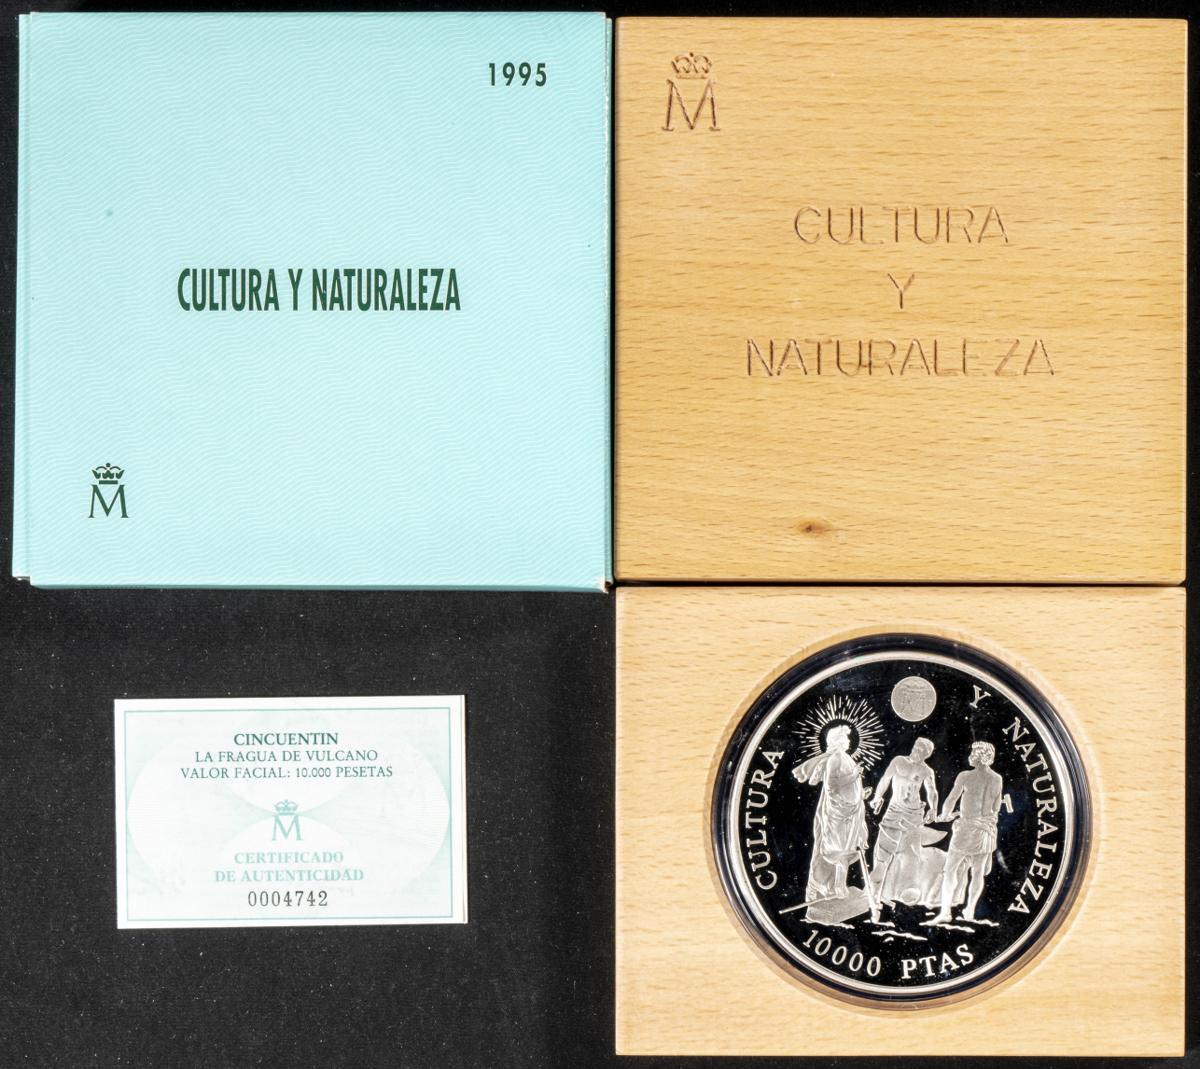 1995
CULTURA Y NATURALEZA
M
M
CULTURA
Y
NATURALEZA
CINCUENTIN
LA FRAGUA DE VULCANO
VALOR FACIAL: 10.000 PESETAS
M
CERTIFICADO
DE AUTENTICIDAD
0004742
CULTURA Y NATURALEZA
M
10000 PTAS